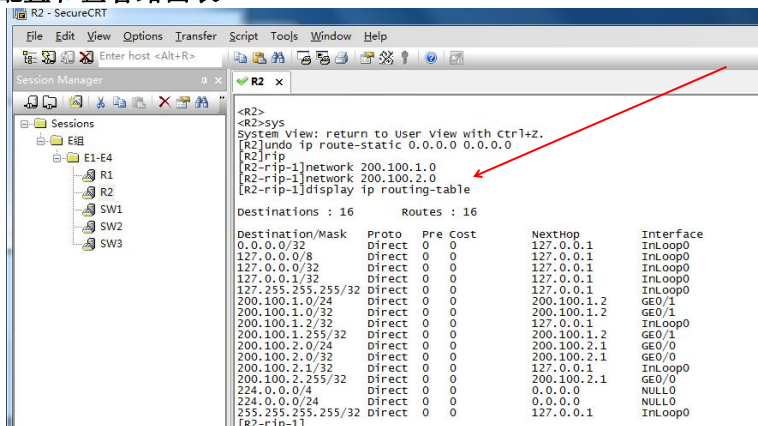 R2 - SecureCRT
File Edit View Options Transfer Script Tools Window Help
Enter host <Alt+R>
Session Manager
R2
Sessions
E组
E1-E4
R1
R2
SW1
SW2
SW3
<R2>
<R2>sys
System View: return to User View with Ctrl+Z.
[R2]undo ip route-static 0.0.0.0 0.0.0.0
[R2]rip
[R2-rip-1]network 200.100.1.0
[R2-rip-1]network 200.100.2.0
[R2-rip-1]display ip routing-table
Destinations : 16 Routes : 16
Destination/Mask Proto Pre Cost NextHop Interface
0.0.0.0/32 Direct 0 0 127.0.0.1 InLoop0
127.0.0.0/8 Direct 0 0 127.0.0.1 InLoop0
127.0.0.0/32 Direct 0 0 127.0.0.1 InLoop0
127.0.0.1/32 Direct 0 0 127.0.0.1 InLoop0
127.255.255.255/32 Direct 0 0 127.0.0.1 InLoop0
200.100.1.0/24 Direct 0 0 200.100.1.2 GE0/1
200.100.1.0/32 Direct 0 0 200.100.1.2 GE0/1
200.100.1.2/32 Direct 0 0 127.0.0.1 InLoop0
200.100.1.255/32 Direct 0 0 200.100.1.2 GE0/1
200.100.2.0/24 Direct 0 0 200.100.2.1 GE0/0
200.100.2.0/32 Direct 0 0 200.100.2.1 GE0/0
200.100.2.1/32 Direct 0 0 127.0.0.1 InLoop0
200.100.2.255/32 Direct 0 0 200.100.2.1 GE0/0
224.0.0.0/4 Direct 0 0 0.0.0.0 NULL0
224.0.0.0/24 Direct 0 0 0.0.0.0 NULL0
255.255.255.255/32 Direct 0 0 127.0.0.1 InLoop0
[R2-rip-1]